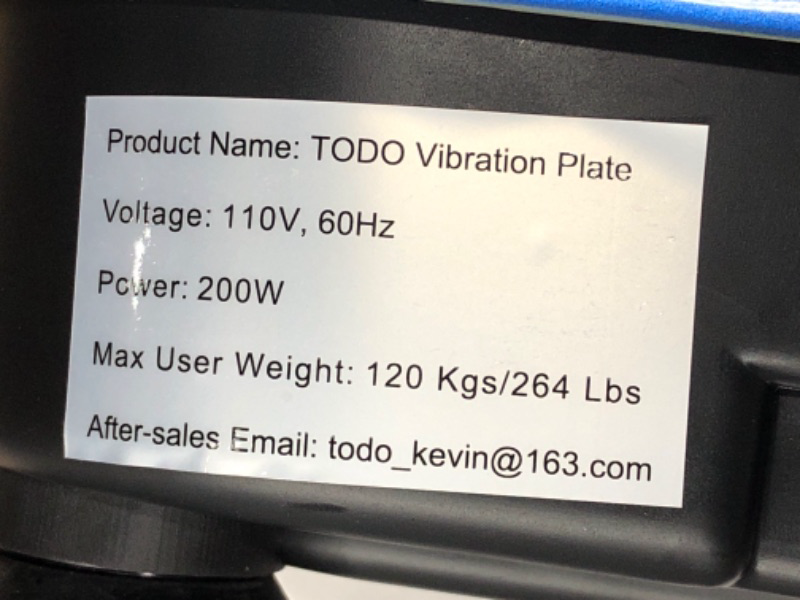 Product Name: TODO Vibration Plate
Voltage: 110V, 60Hz
Power: 200W
Max User Weight: 120 Kgs/264 Lbs
After-sales Email: todo_kevin@163.com